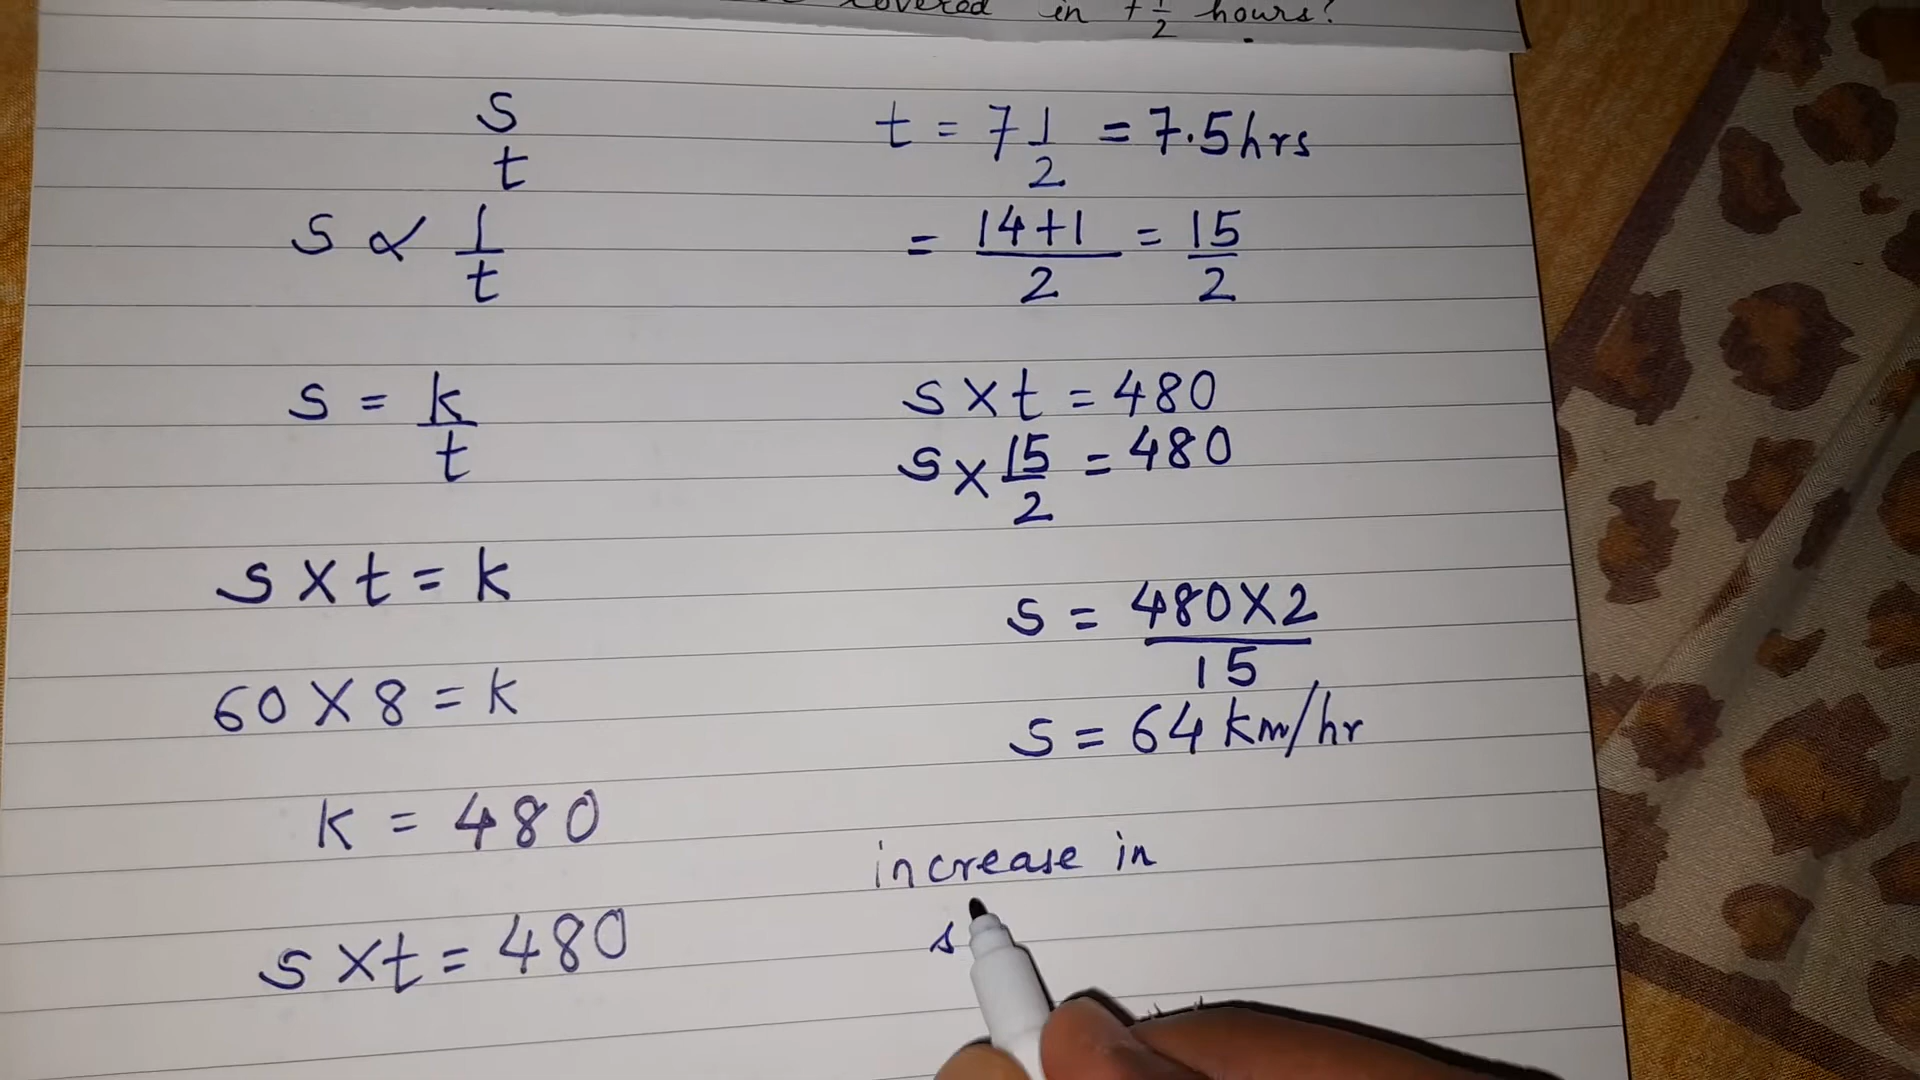 covered in 7 1/2 hours?
s
t
s ∝ 1/t
s = k/t
s × t = k
60 × 8 = k
k = 480
s × t = 480
t = 7 1/2 = 7.5 hrs
= 14+1/2 = 15/2
s × t = 480
s × 15/2 = 480
s = 480×2/15
s = 64 km/hr
increase in
s